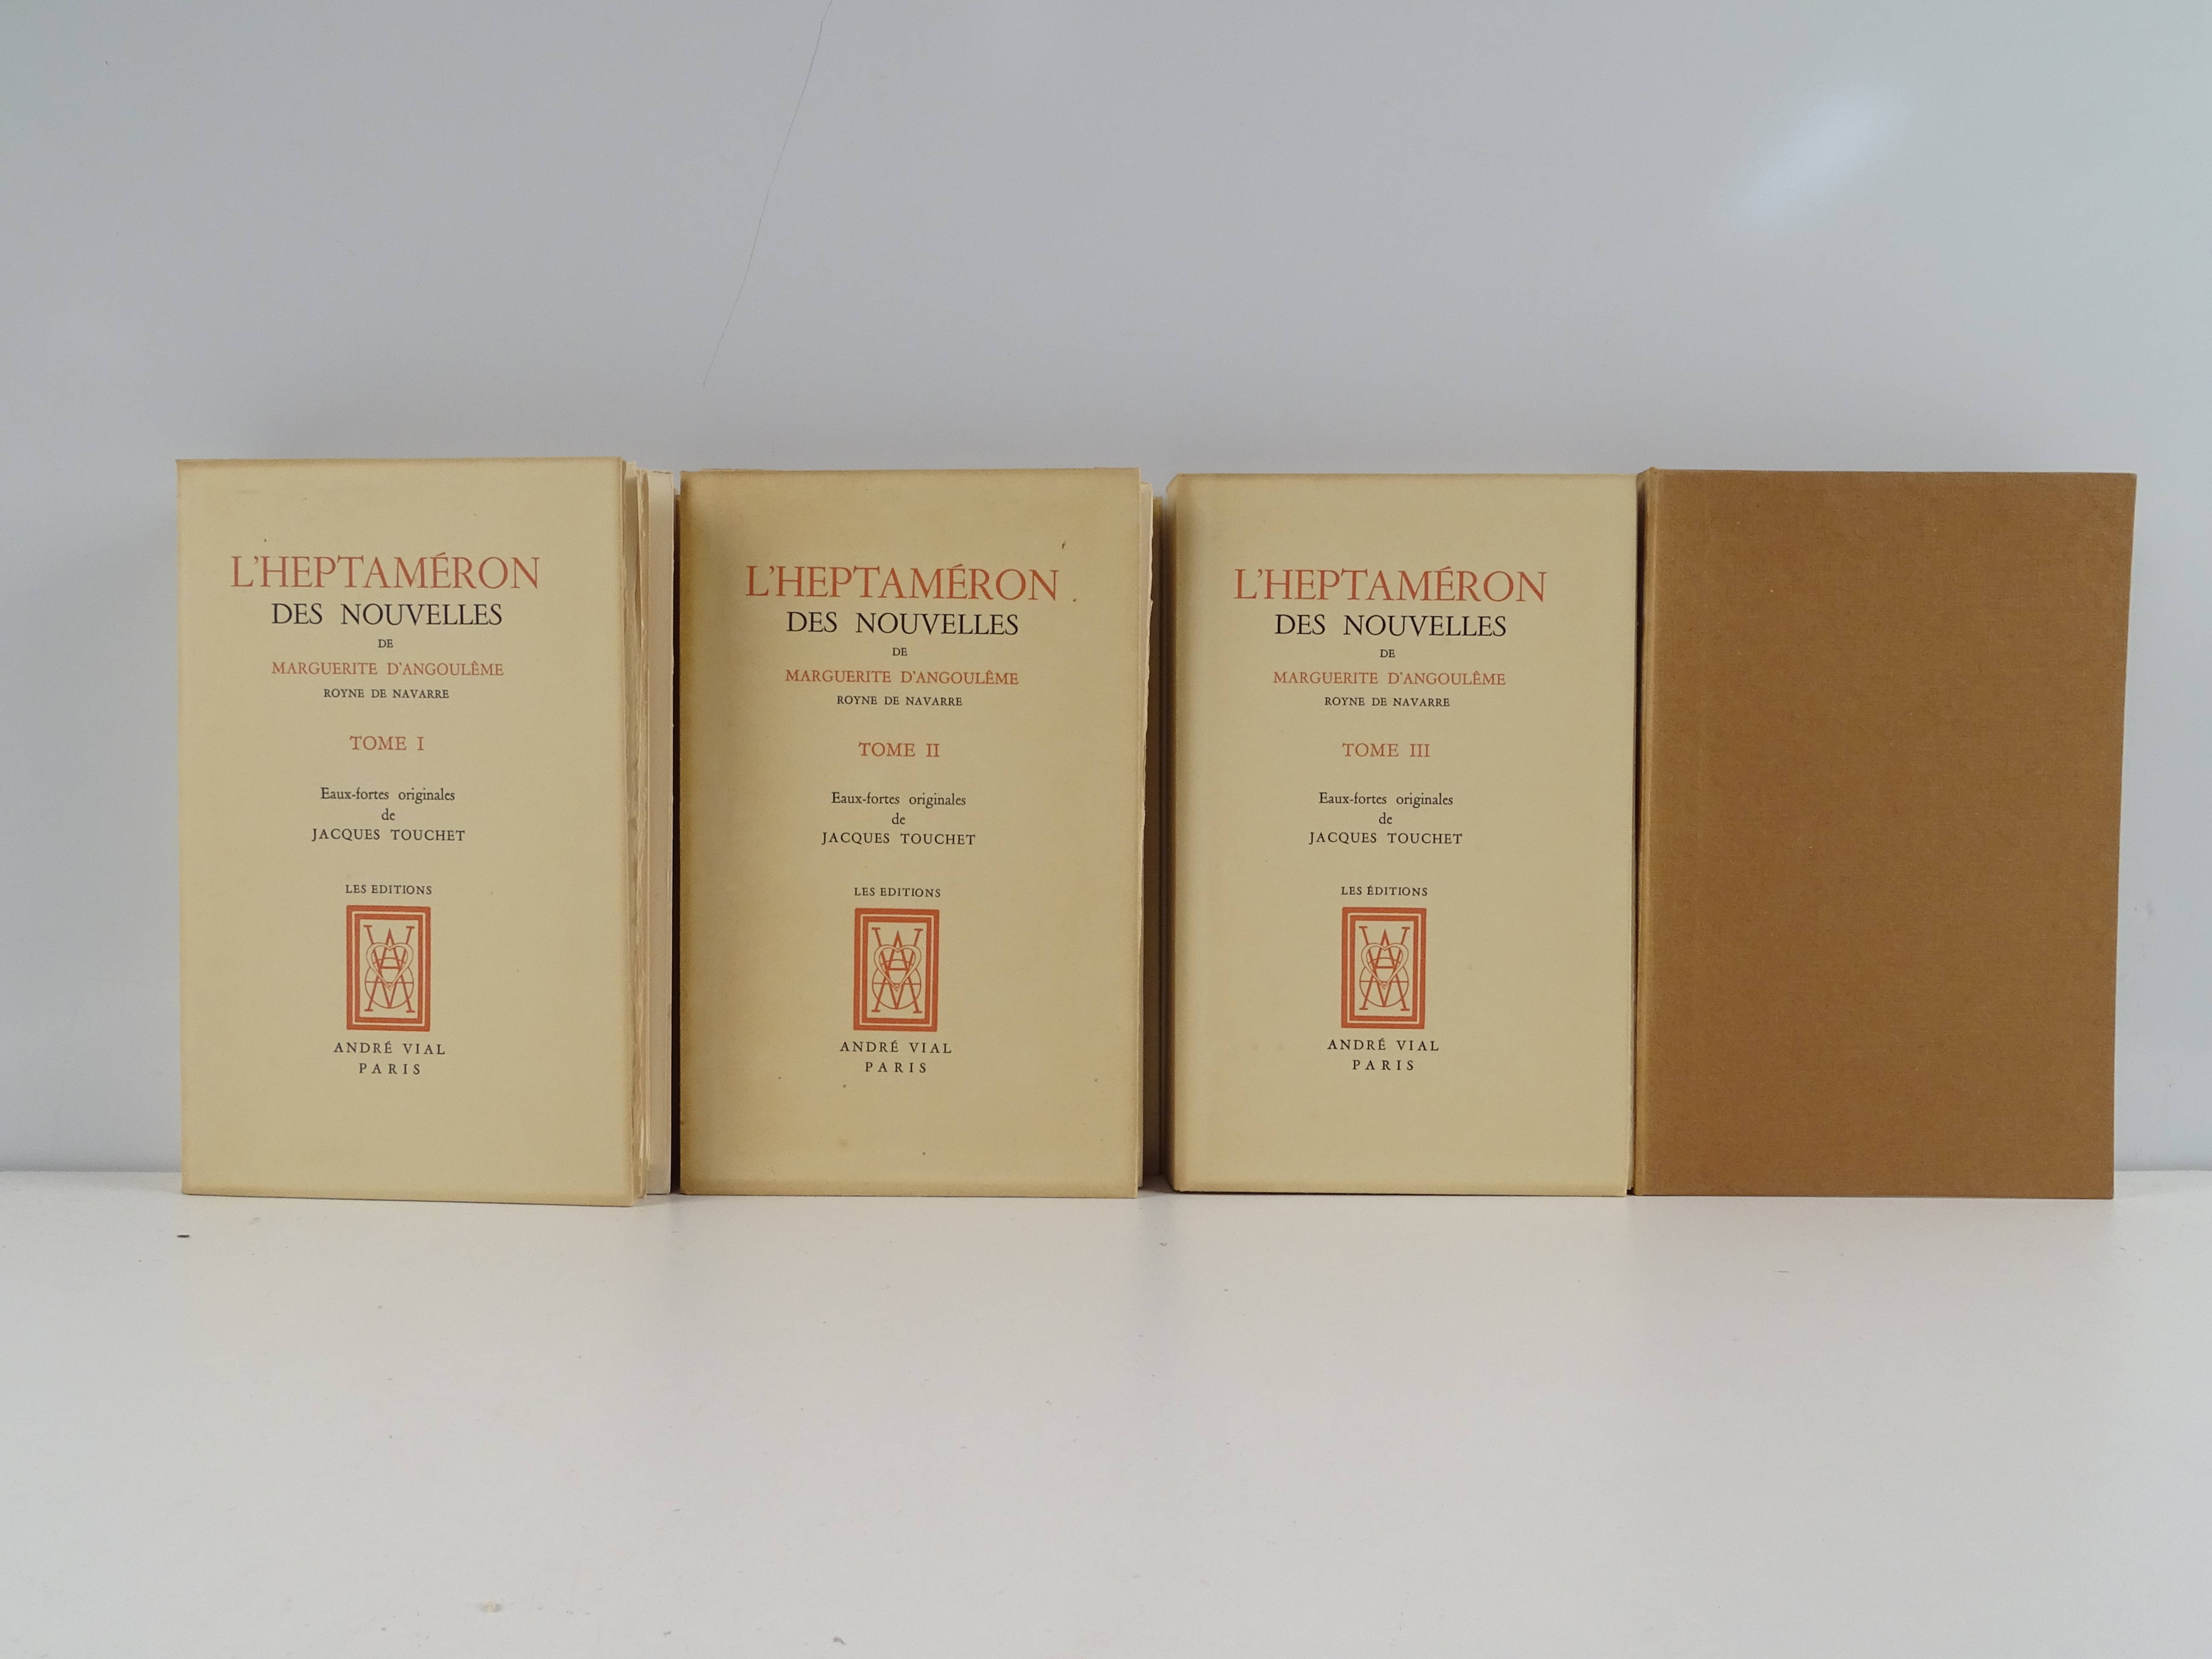 L'HEPTAMÉRON
DES NOUVELLES
DE
MARGUERITE D'ANGOULÊME
ROYNE DE NAVARRE
TOME I
Eaux-fortes originales
de
JACQUES TOUCHET
LES EDITIONS
ANDRÉ VIAL
PARIS
L'HEPTAMÉRON
DES NOUVELLES
DE
MARGUERITE D'ANGOULÊME
ROYNE DE NAVARRE
TOME II
Eaux-fortes originales
de
JACQUES TOUCHET
LES EDITIONS
ANDRÉ VIAL
PARIS
L'HEPTAMÉRON
DES NOUVELLES
DE
MARGUERITE D'ANGOULÊME
ROYNE DE NAVARRE
TOME III
Eaux-fortes originales
de
JACQUES TOUCHET
LES ÉDITIONS
ANDRÉ VIAL
PARIS